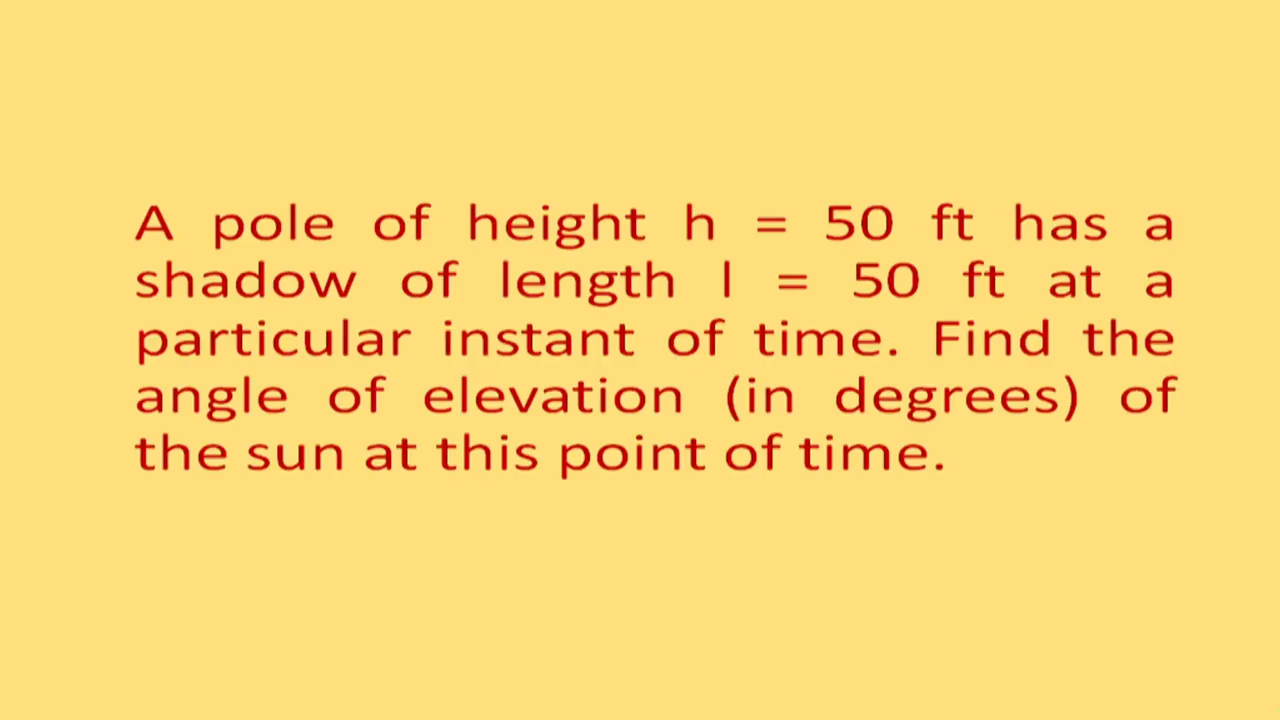 A pole of height h = 50 ft has a
shadow of length l = 50 ft at a
particular instant of time. Find the
angle of elevation (in degrees) of
the sun at this point of time.